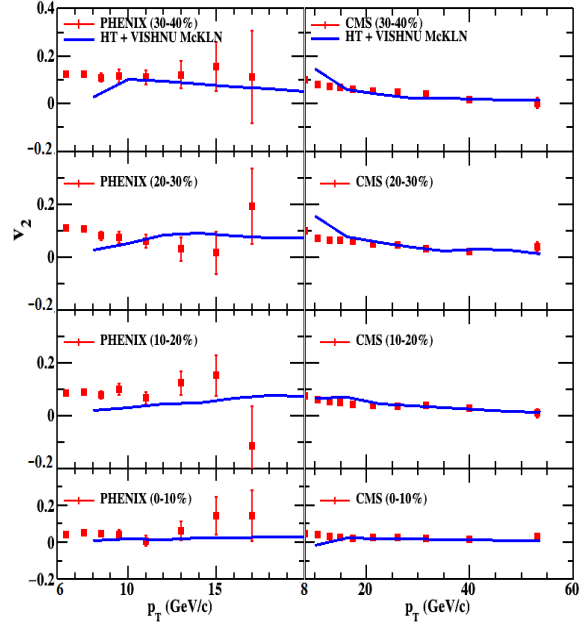 0.4
PHENIX (30-40%)
HT + VISHNU McKLN
CMS (30-40%)
HT + VISHNU McKLN
0.2
0
−0.2
PHENIX (20-30%)
CMS (20-30%)
0.2
0
−0.2
V2
PHENIX (10-20%)
CMS (10-20%)
0.2
0
−0.2
PHENIX (0-10%)
CMS (0-10%)
0.2
0
−0.2
6 10 15 8 20 40 60
pT (GeV/c) pT (GeV/c)